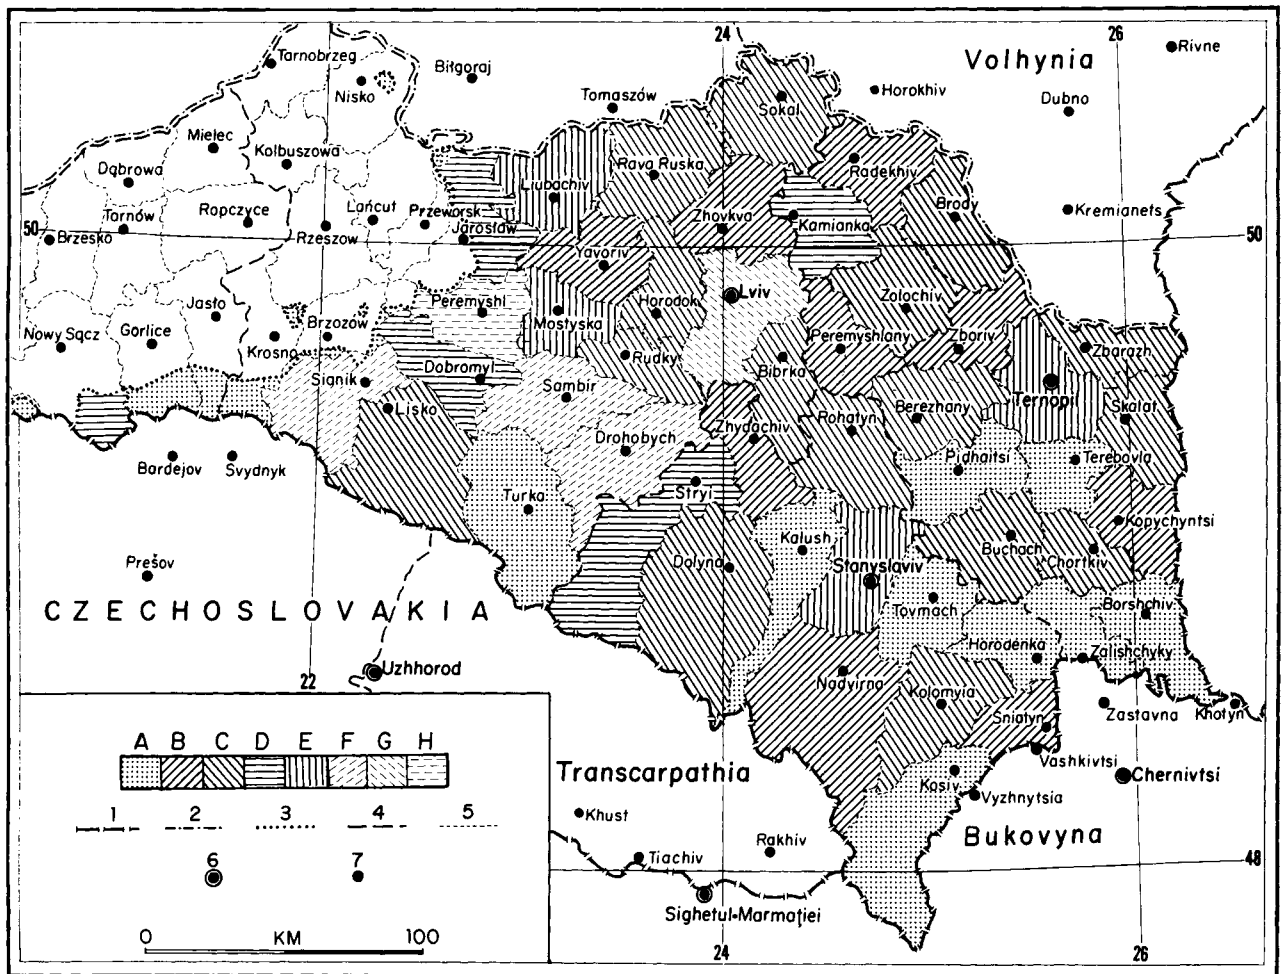 24
26
Rivne
Volhynia
Tarnobrzeg
Biłgoraj
Nisko
Tomaszów
Sokal
Horokhiv
Dubno
Mielec
Kolbuszowa
Rava Ruska
Radekhiv
Dąbrowa
Liubachiv
Tarnów
Ropczyce
Łańcut
Przeworsk
Zhovkva
Kamianka
Brody
Kremianets
50
Brzesko
Rzeszow
Jarosław
50
Yavoriv
Lviv
Jasło
Peremyshl
Horodok
Zolochiv
Nowy Sącz
Gorlice
Brzozów
Mostyska
Peremyshlany
Zboriv
Zbarazh
Krosno
Rudky
Bibrka
Sianik
Dobromyl
Sambir
Ternopil
Lisko
Rohatyn
Berezhany
Skalat
Zhydachiv
Drohobych
Bardejov
Svydnyk
Pidhaitsi
Terebovla
Stryi
Turka
Kopychyntsi
Kalush
Buchach
Chortkiv
Prešov
Dolyna
Stanyslaviv
CZECHOSLOVAKIA
Tovmach
Borshchiv
Horodenka
Zalishchyky
Uzhhorod
22
Nadvirna
Kolomyia
Sniatyn
Zastavna
Khotyn
A B C D E F G H
Vashkivtsi
Transcarpathia
Kosiv
Chernivtsi
Vyzhnytsia
1 2 3 4 5
Khust
Bukovyna
6 7
Rakhiv
Tiachiv
48
Sighetul-Marmaţiei
0 KM 100
24
26